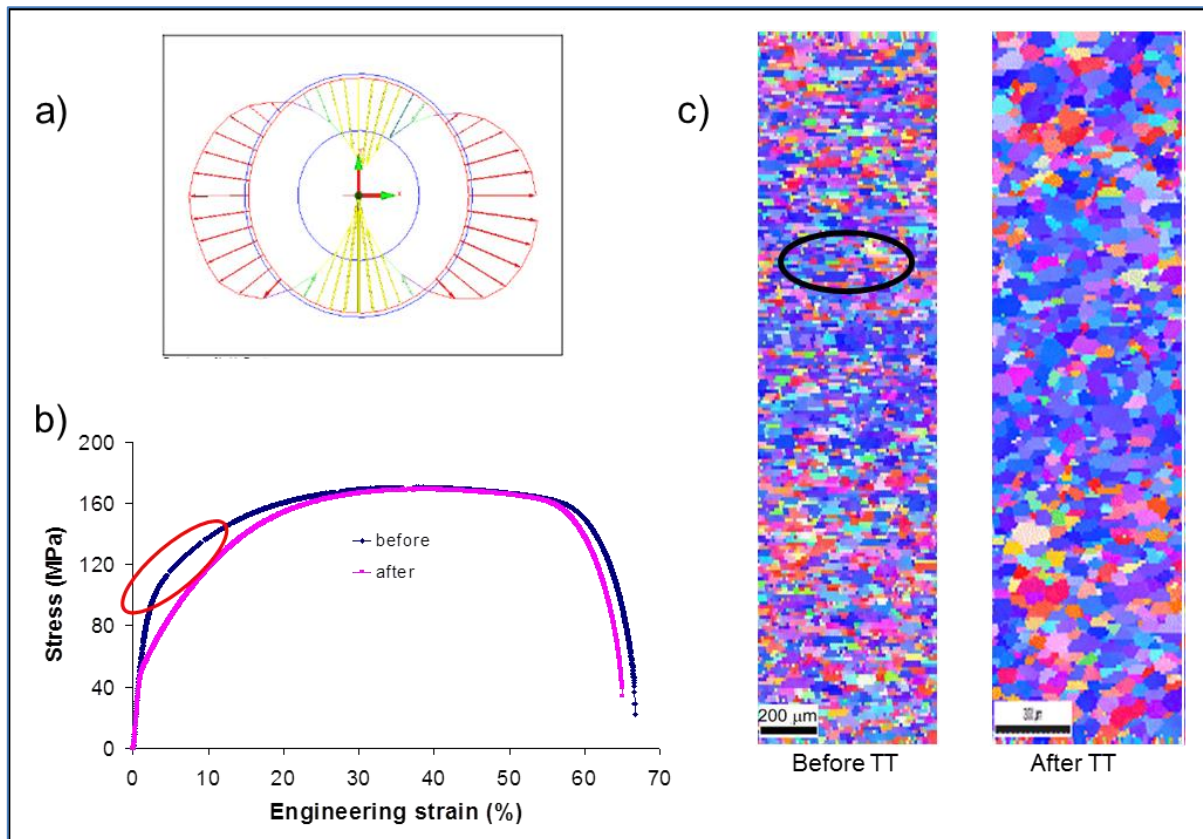 a)
b)
200
160
120
80
40
0
Stress (MPa)
before
after
0 10 20 30 40 50 60 70
Engineering strain (%)
c)
200 µm
Before TT
After TT